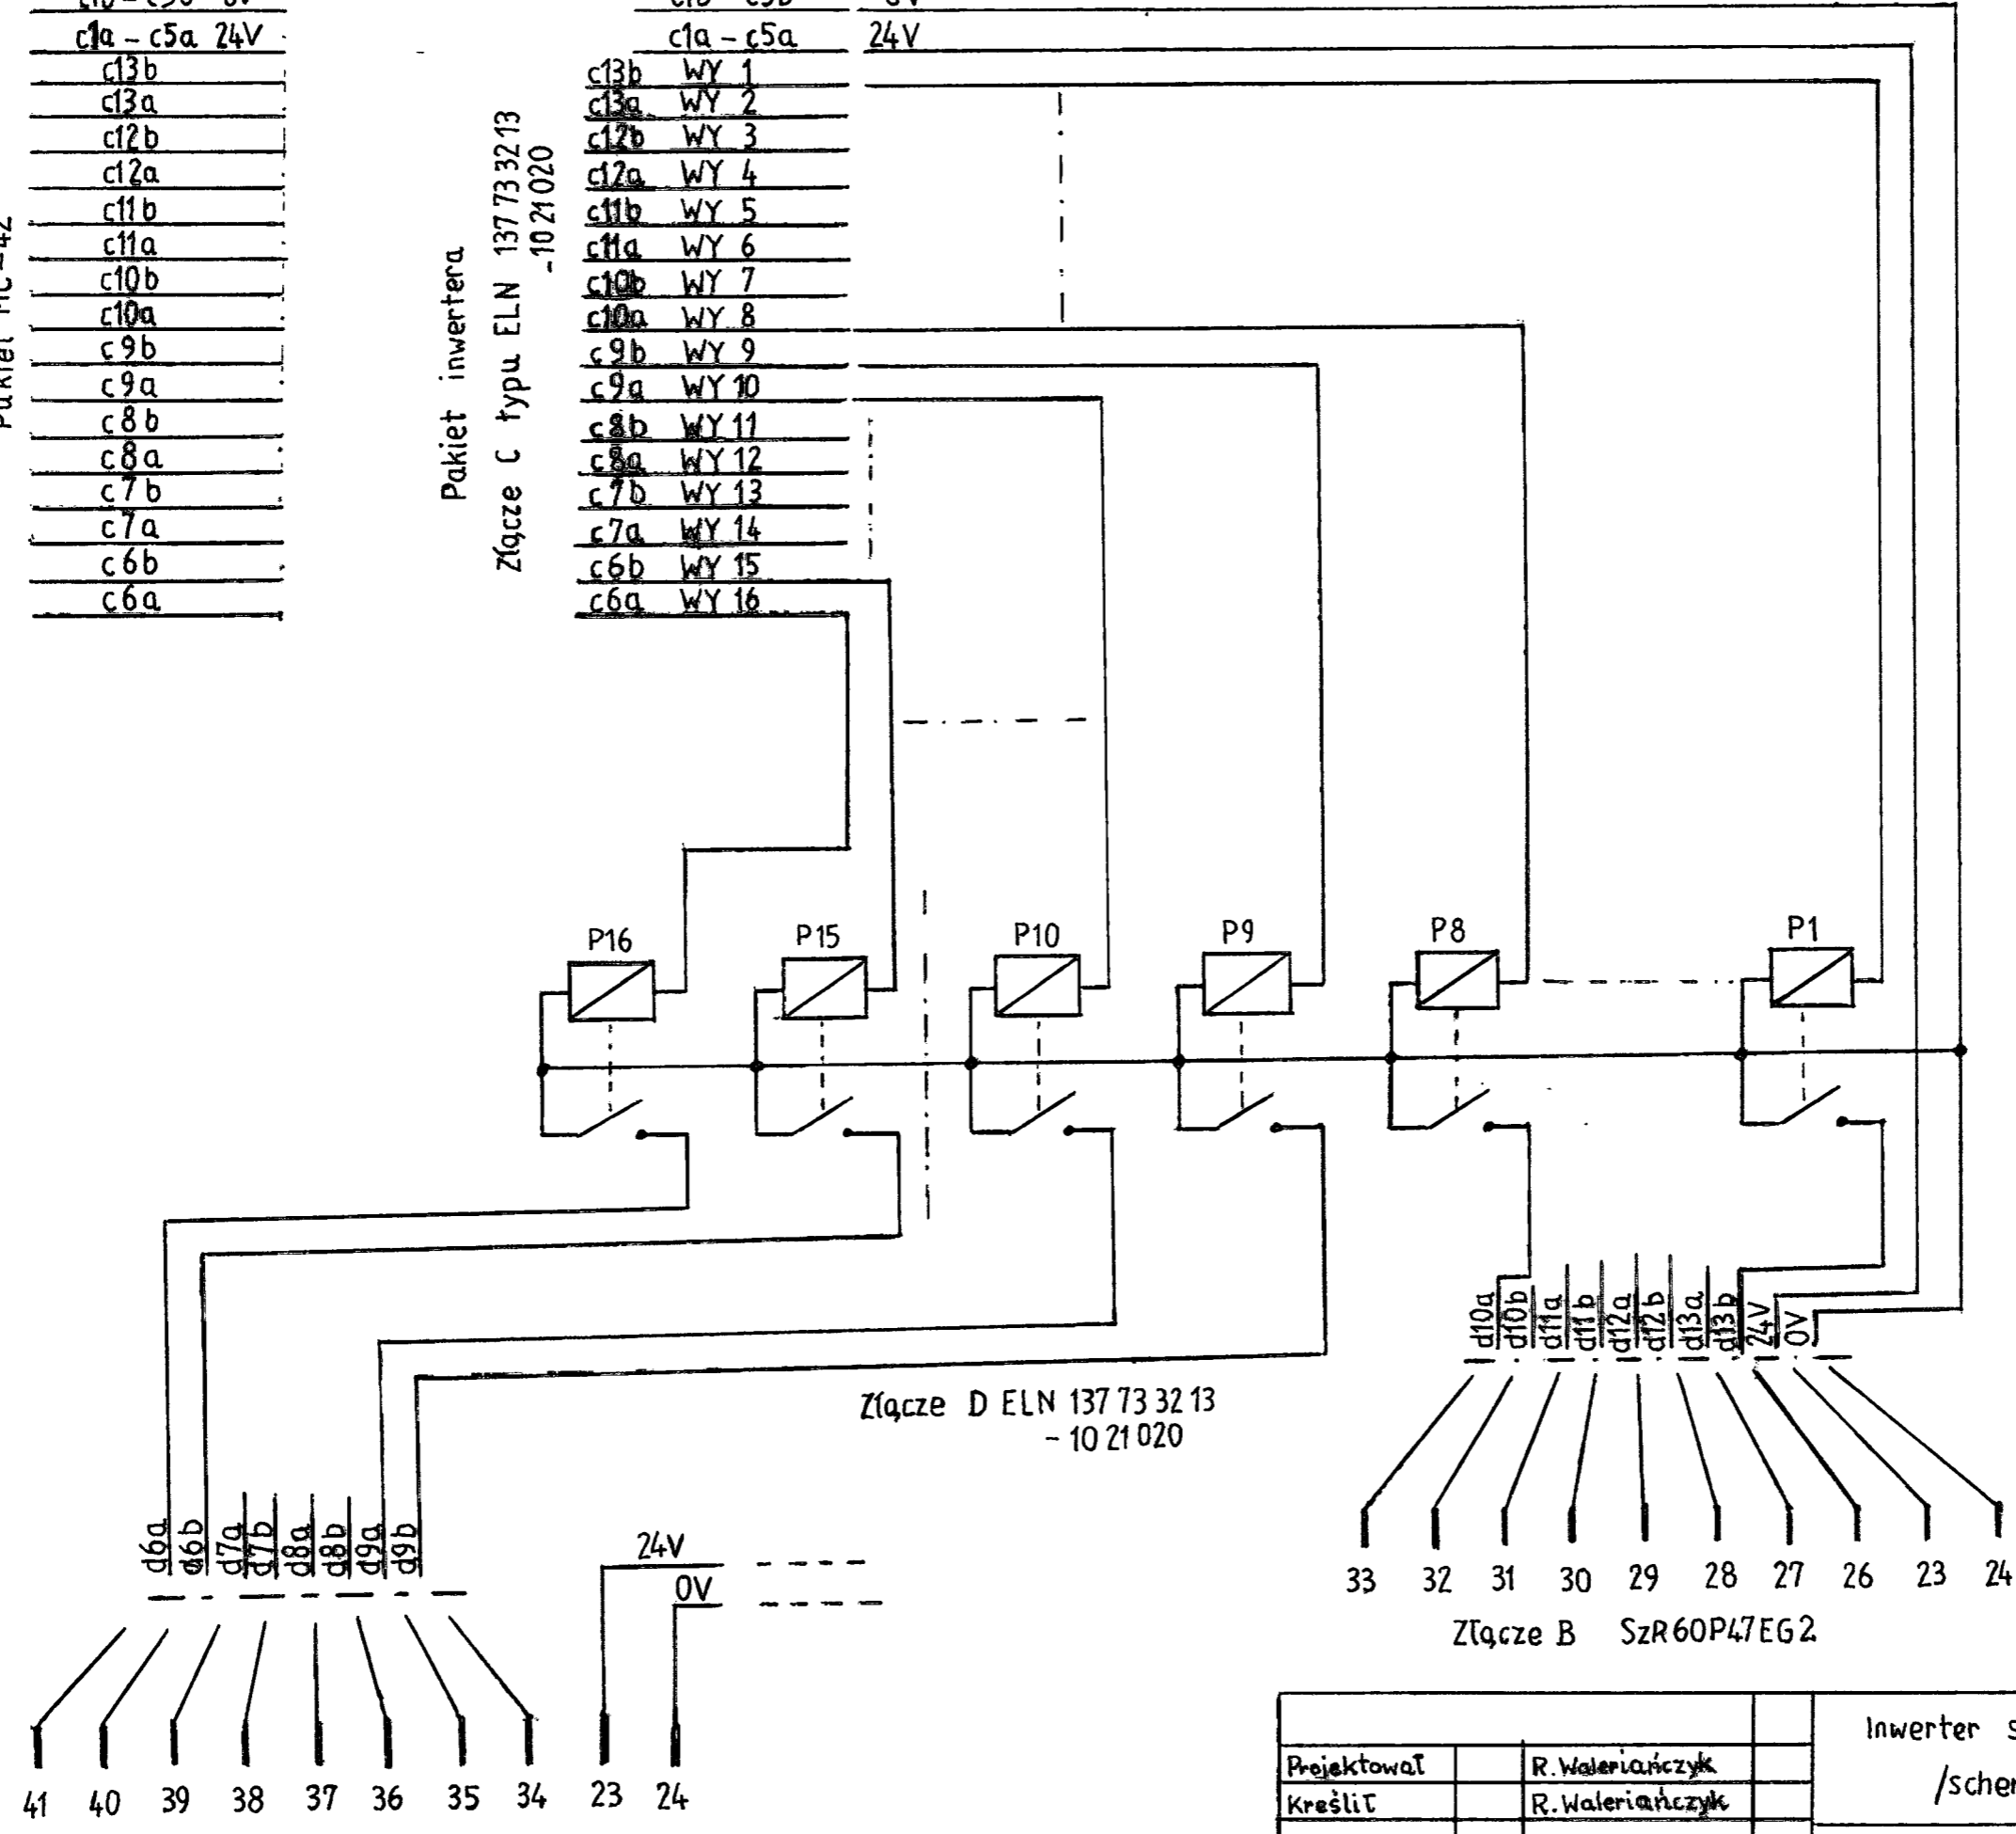 c1a - c5a 24V
c13b
c13a
c12b
c12a
c11b
c11a
c10b
c10a
c9b
c9a
c8b
c8a
c7b
c7a
c6b
c6a
Pakiet inwertera
Złącze C typu ELN 137 73 32 13
- 10 21 020
c1a - c5a 24V
c13b WY 1
c13a WY 2
c12b WY 3
c12a WY 4
c11b WY 5
c11a WY 6
c10b WY 7
c10a WY 8
c9b WY 9
c9a WY 10
c8b WY 11
c8a WY 12
c7b WY 13
c7a WY 14
c6b WY 15
c6a WY 16
P16 P15 P10 P9 P8 P1
d10a d10b d11a d11b d12a d12b d13a d13b 24V 0V
Złącze D ELN 137 73 32 13
- 10 21 020
33 32 31 30 29 28 27 26 23 24
Złącze B SzR60P47EG2
d6a d6b d7a d7b d8a d8b d9a d9b
24V
0V
41 40 39 38 37 36 35 34 23 24
Inwerter
Projektował R. Waleriańczyk
Kreślił R. Waleriańczyk